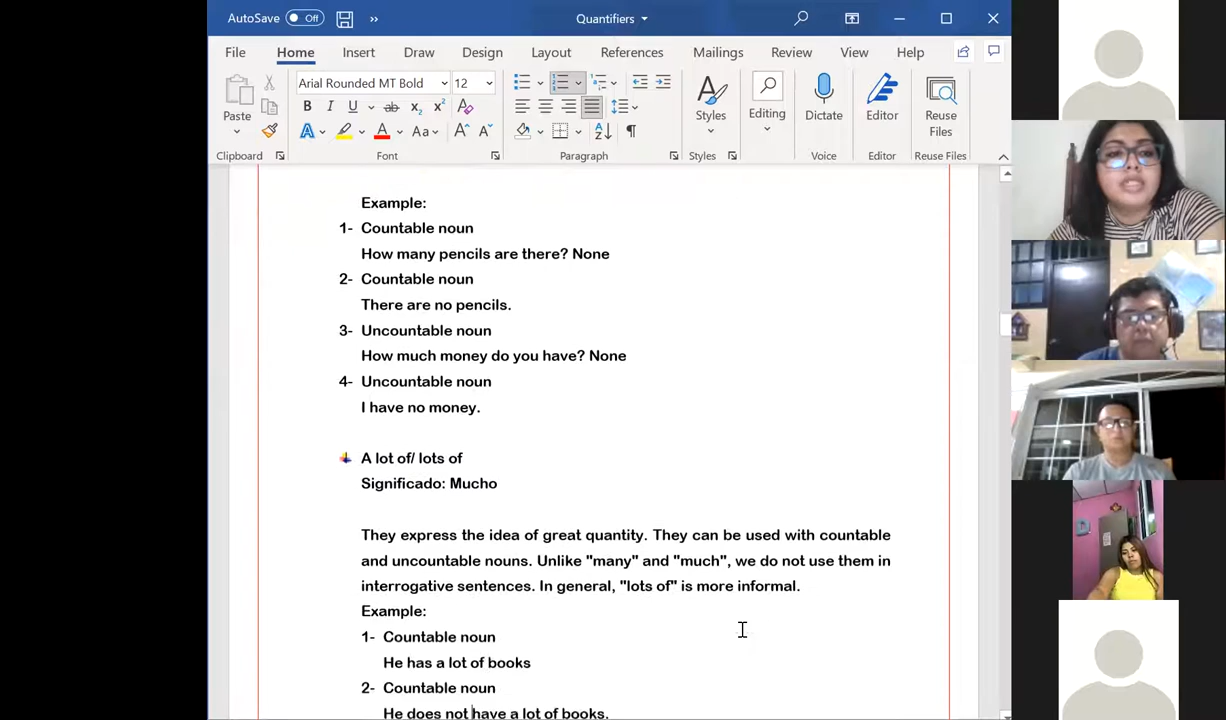 AutoSave Off Quantifiers
File Home Insert Draw Design Layout References Mailings Review View Help
Arial Rounded MT Bold 12
Paste Styles Editing Dictate Editor Reuse Files
Clipboard Font Paragraph Styles Voice Editor Reuse Files
Example:
1- Countable noun
How many pencils are there? None
2- Countable noun
There are no pencils.
3- Uncountable noun
How much money do you have? None
4- Uncountable noun
I have no money.
A lot of/ lots of
Significado: Mucho
They express the idea of great quantity. They can be used with countable
and uncountable nouns. Unlike "many" and "much", we do not use them in
interrogative sentences. In general, "lots of" is more informal.
Example:
1- Countable noun
He has a lot of books
2- Countable noun
He does not have a lot of books.